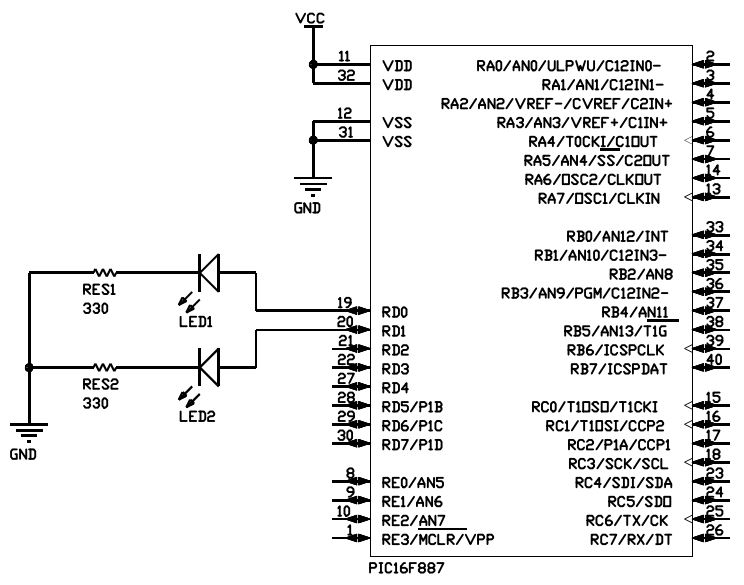 VCC
11 VDD RA0/AN0/ULPWU/C12IN0- 2
32 VDD RA1/AN1/C12IN1- 3
RA2/AN2/VREF-/CVREF/C2IN+ 4
12 VSS RA3/AN3/VREF+/C1IN+ 5
31 VSS RA4/T0CKI/C1OUT 6
RA5/AN4/SS/C2OUT 7
RA6/OSC2/CLKOUT 14
RA7/OSC1/CLKIN 13
GND
RB0/AN12/INT 33
RB1/AN10/C12IN3- 34
RB2/AN8 35
RES1
330
LED1
RB3/AN9/PGM/C12IN2- 36
19 RD0 RB4/AN11 37
20 RD1 RB5/AN13/T1G 38
21 RD2 RB6/ICSPCLK 39
22 RD3 RB7/ICSPDAT 40
27 RD4
RES2
330
LED2
28 RD5/P1B RC0/T1OSO/T1CKI 15
29 RD6/P1C RC1/T1OSI/CCP2 16
30 RD7/P1D RC2/P1A/CCP1 17
GND
RC3/SCK/SCL 18
8 RE0/AN5 RC4/SDI/SDA 23
9 RE1/AN6 RC5/SDO 24
10 RE2/AN7 RC6/TX/CK 25
1 RE3/MCLR/VPP RC7/RX/DT 26
PIC16F887